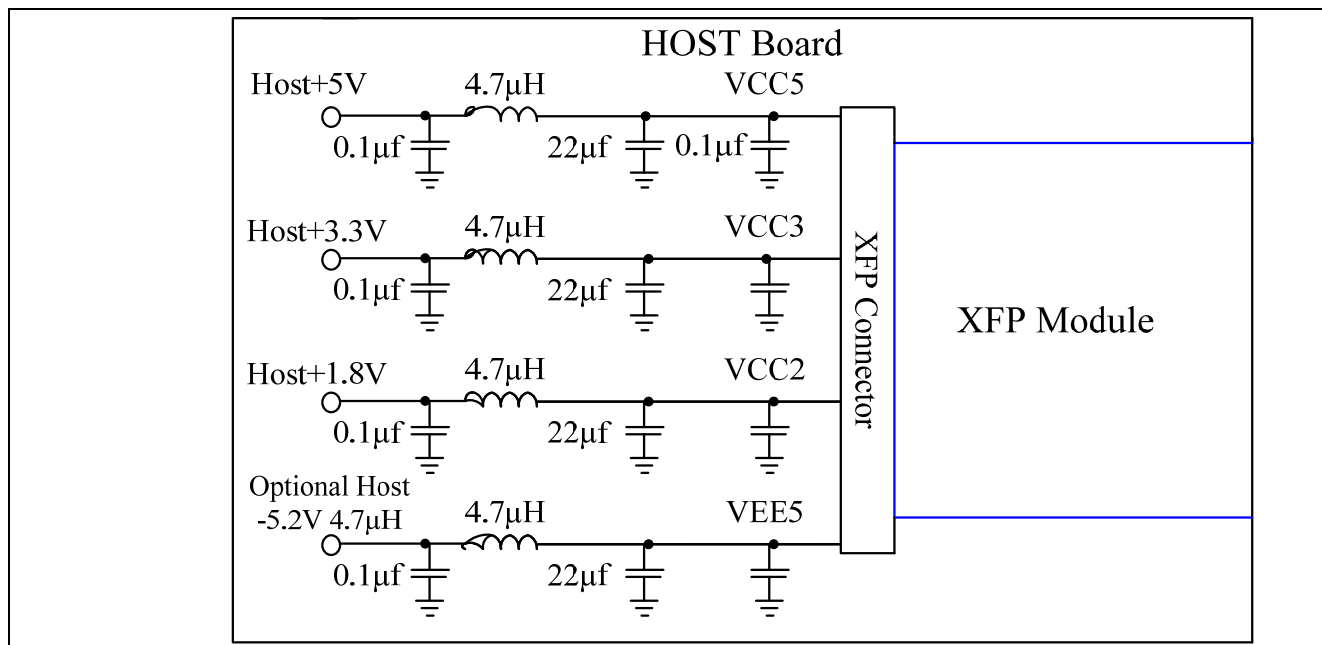 HOST Board
Host+5V
4.7µH
VCC5
0.1µf
22µf
0.1µf
Host+3.3V
4.7µH
VCC3
0.1µf
22µf
Host+1.8V
4.7µH
VCC2
0.1µf
22µf
Optional Host
-5.2V 4.7µH
4.7µH
VEE5
0.1µf
22µf
XFP Connector
XFP Module